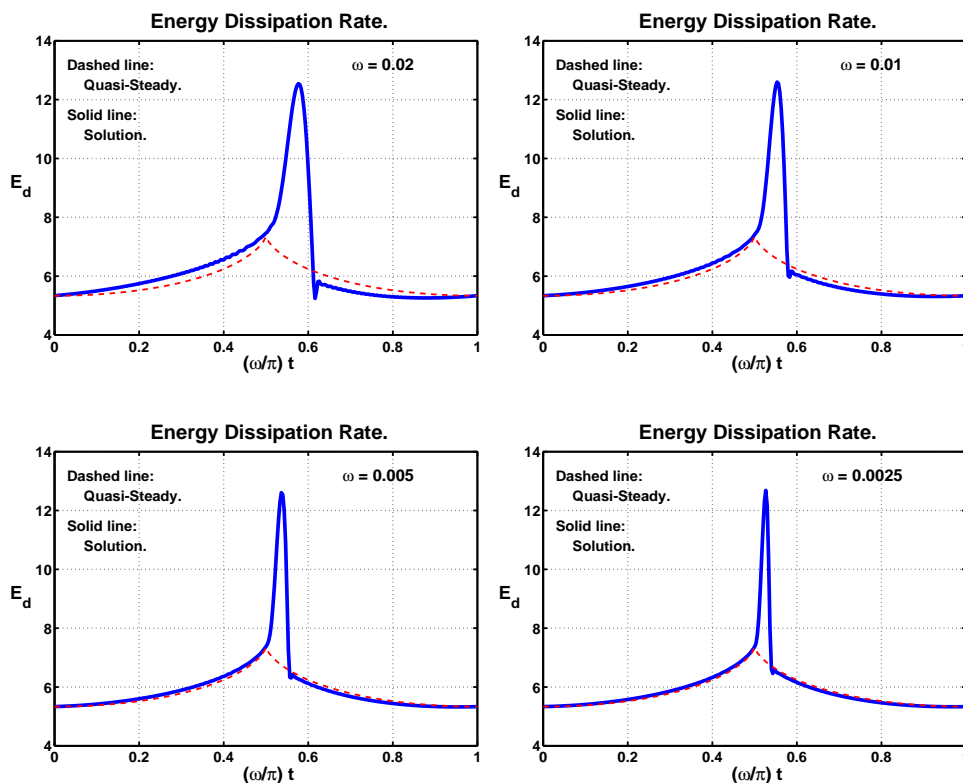 Energy Dissipation Rate.
14
12
10
8
6
4
E_d
Dashed line:
Quasi-Steady.
Solid line:
Solution.
ω = 0.02
0 0.2 0.4 0.6 0.8 1
(ω/π) t
Energy Dissipation Rate.
14
12
10
8
6
4
E_d
Dashed line:
Quasi-Steady.
Solid line:
Solution.
ω = 0.01
0 0.2 0.4 0.6 0.8 1
(ω/π) t
Energy Dissipation Rate.
14
12
10
8
6
4
E_d
Dashed line:
Quasi-Steady.
Solid line:
Solution.
ω = 0.005
0 0.2 0.4 0.6 0.8 1
(ω/π) t
Energy Dissipation Rate.
14
12
10
8
6
4
E_d
Dashed line:
Quasi-Steady.
Solid line:
Solution.
ω = 0.0025
0 0.2 0.4 0.6 0.8
(ω/π) t